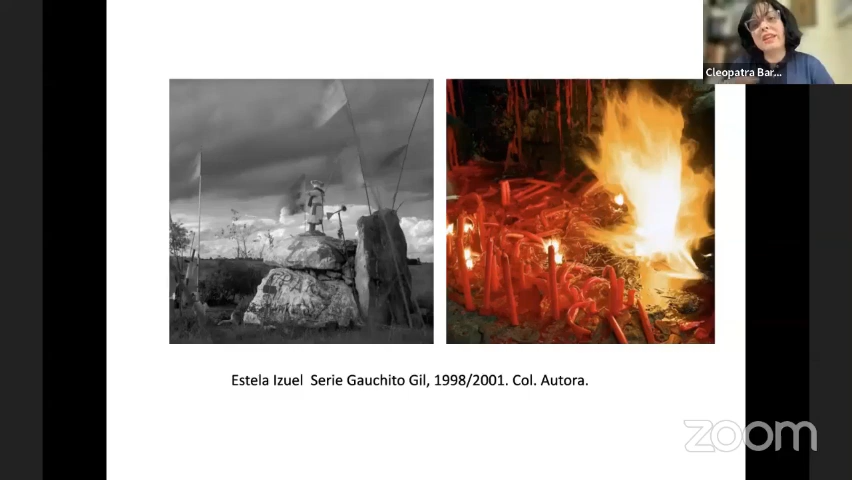 Cleopatra Bar...
Estela Izuel Serie Gauchito Gil, 1998/2001. Col. Autora.
zoom